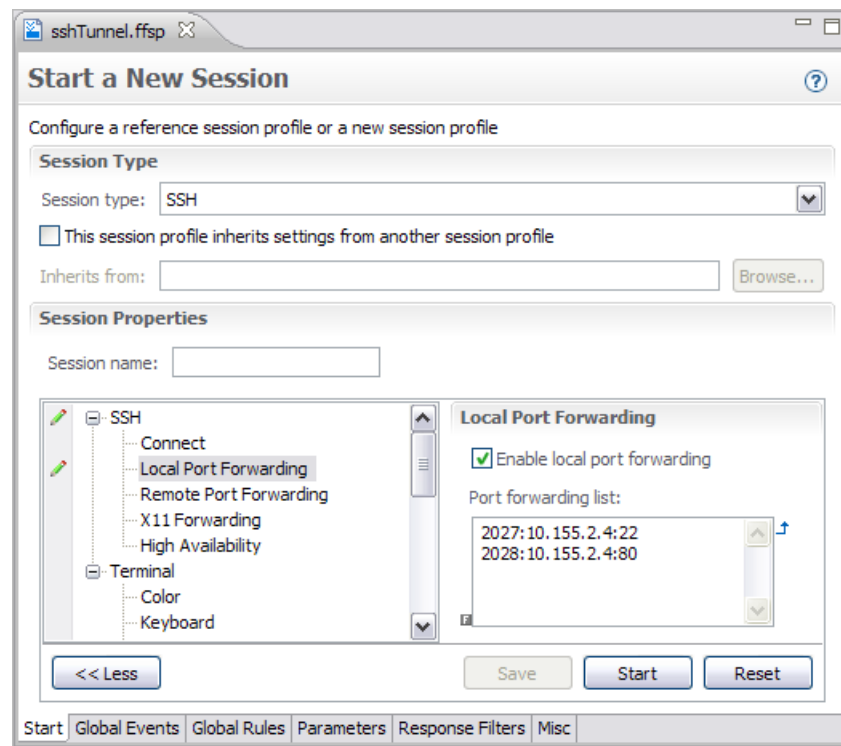 sshTunnel.ffsp
Start a New Session
Configure a reference session profile or a new session profile
Session Type
Session type: SSH
This session profile inherits settings from another session profile
Inherits from: Browse...
Session Properties
Session name:
SSH
Connect
Local Port Forwarding
Remote Port Forwarding
X11 Forwarding
High Availability
Terminal
Color
Keyboard
Local Port Forwarding
Enable local port forwarding
Port forwarding list:
2027:10.155.2.4:22
2028:10.155.2.4:80
F
<< Less Save Start Reset
Start Global Events Global Rules Parameters Response Filters Misc